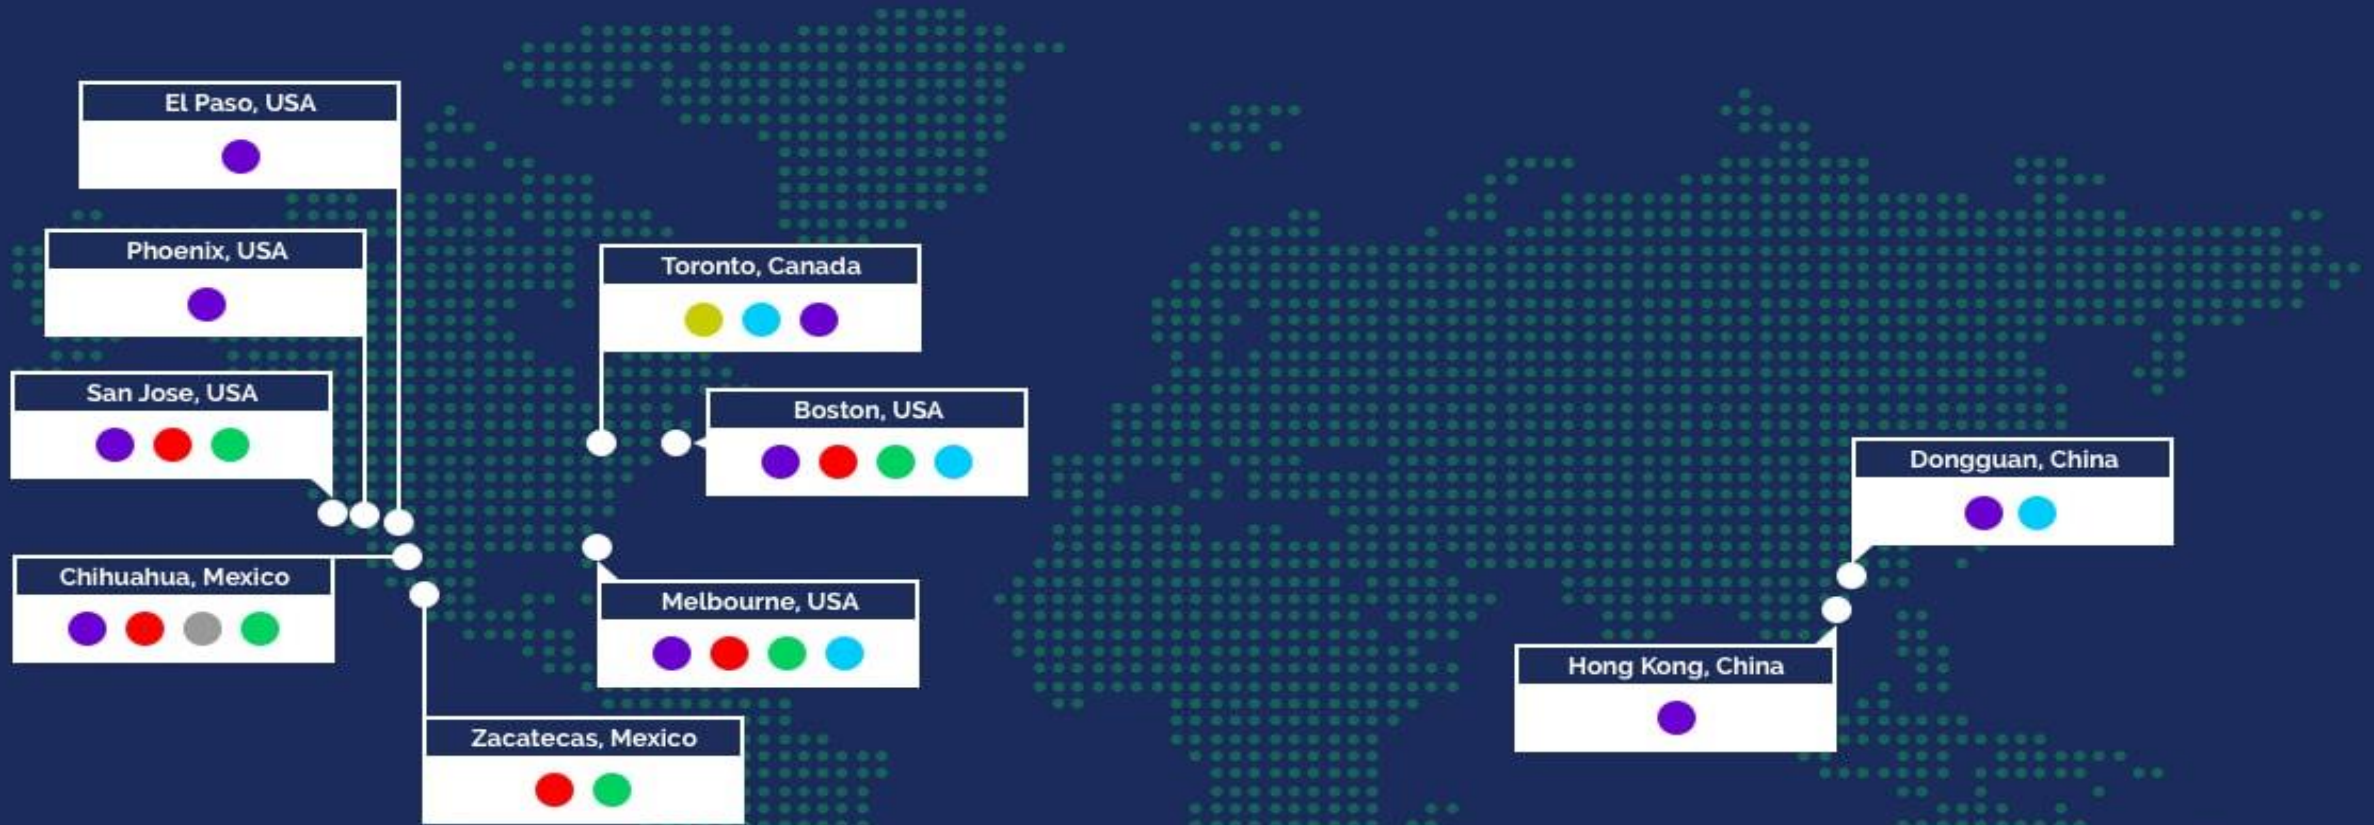 El Paso, USA
Phoenix, USA
Toronto, Canada
San Jose, USA
Boston, USA
Dongguan, China
Chihuahua, Mexico
Melbourne, USA
Hong Kong, China
Zacatecas, Mexico